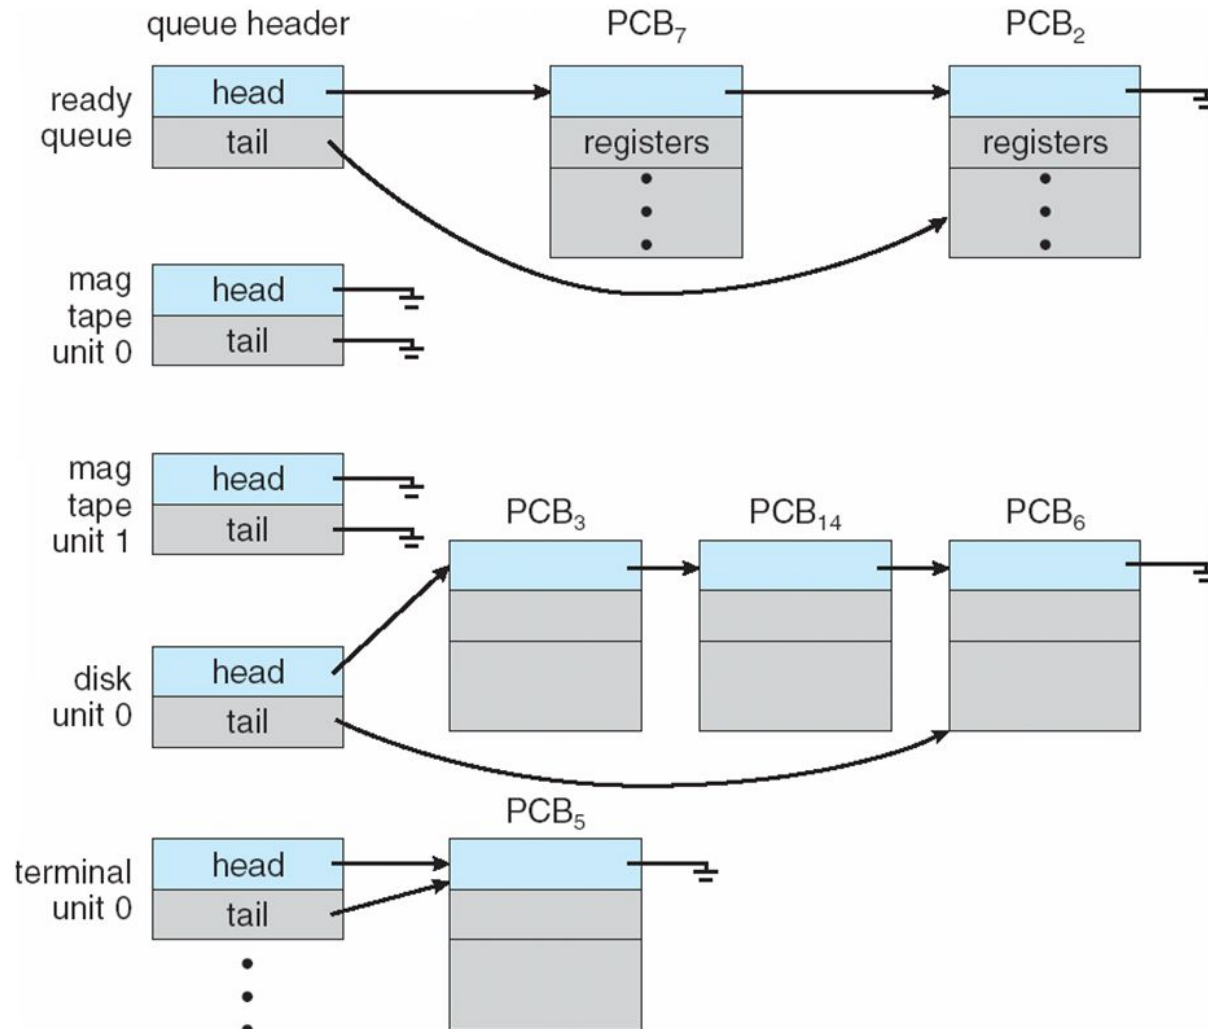 queue header
PCB₇
PCB₂
ready
queue
head
tail
registers
registers
mag
tape
unit 0
head
tail
mag
tape
unit 1
head
tail
PCB₃
PCB₁₄
PCB₆
disk
unit 0
head
tail
PCB₅
terminal
unit 0
head
tail